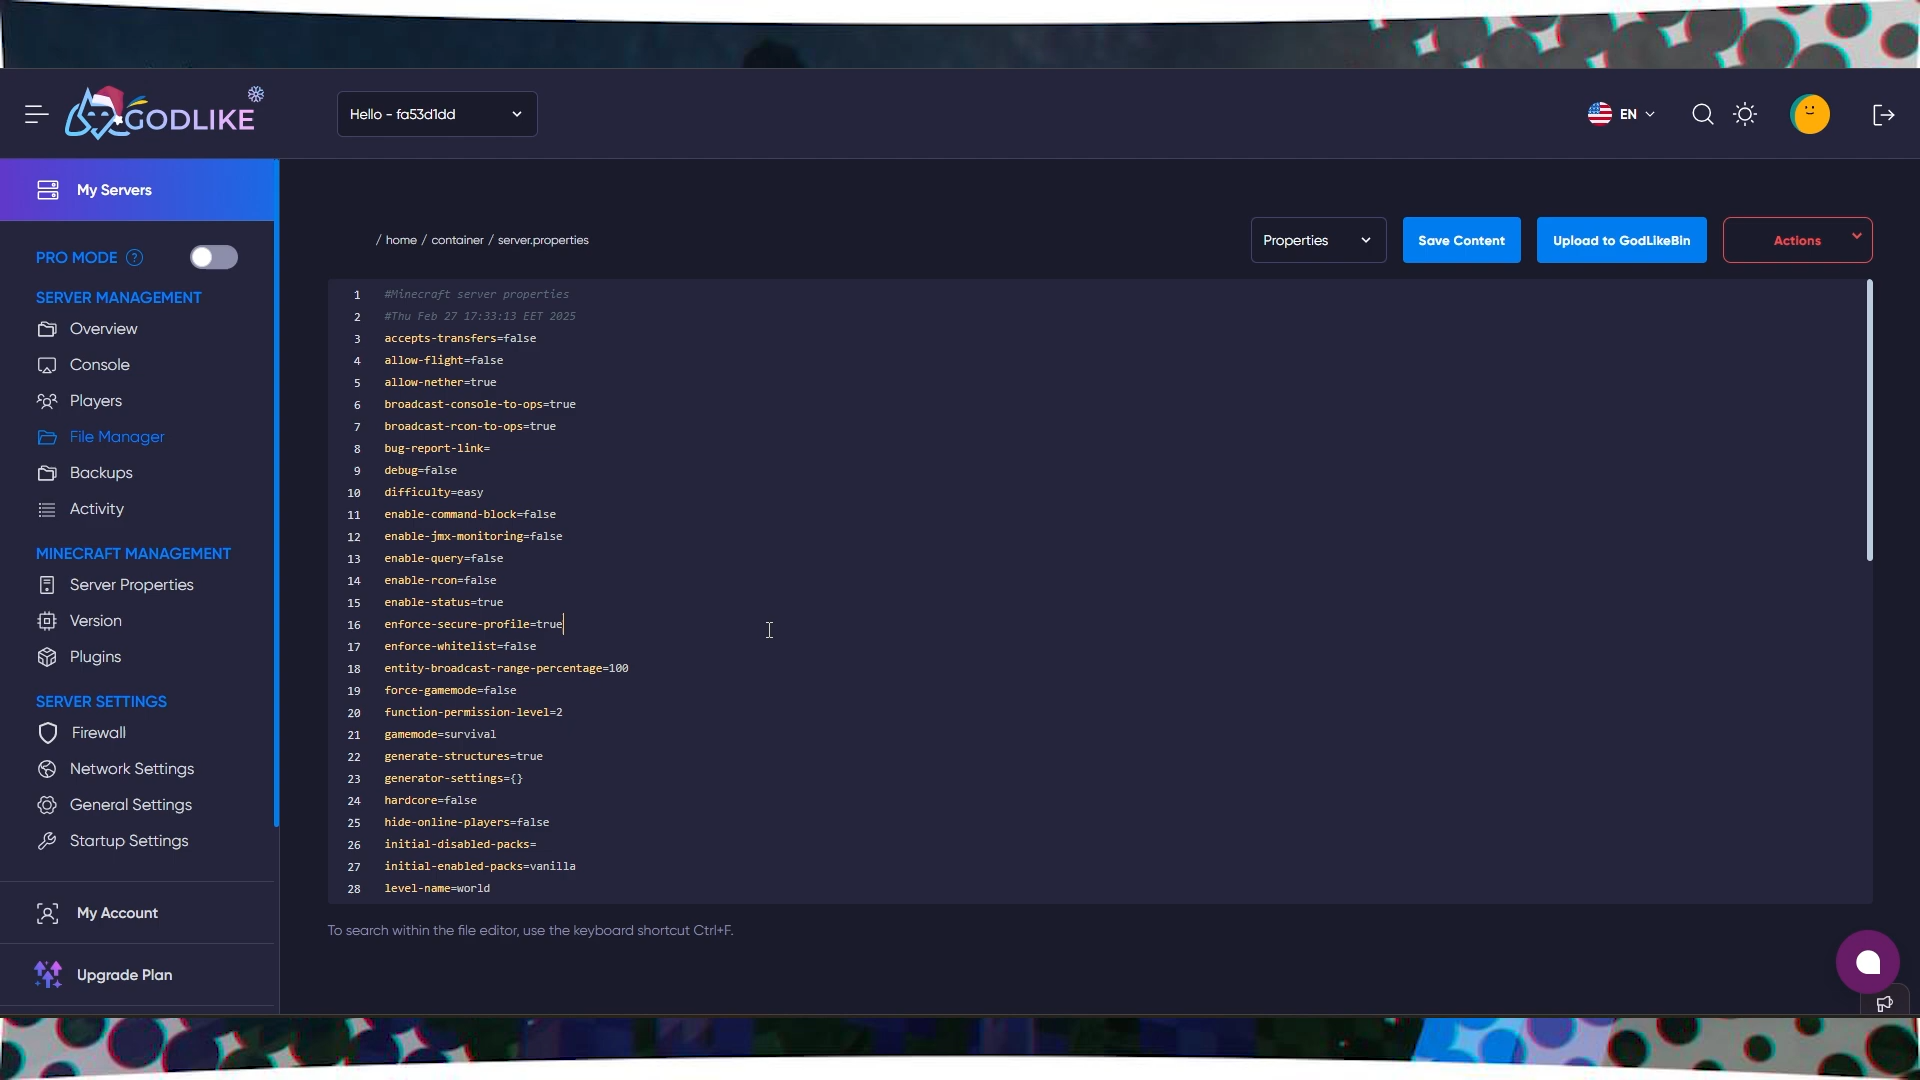 GODLIKE
Hello - fa53d1dd
EN
My Servers
PRO MODE ?
SERVER MANAGEMENT
Overview
Console
Players
File Manager
Backups
Activity
MINECRAFT MANAGEMENT
Server Properties
Version
Plugins
SERVER SETTINGS
Firewall
Network Settings
General Settings
Startup Settings
My Account
Upgrade Plan
/ home / container / server.properties
Properties
Save Content
Upload to GodLikeBin
Actions
1 #Minecraft server properties
2 #Thu Feb 27 17:33:13 EET 2025
3 accepts-transfers=false
4 allow-flight=false
5 allow-nether=true
6 broadcast-console-to-ops=true
7 broadcast-rcon-to-ops=true
8 bug-report-link=
9 debug=false
10 difficulty=easy
11 enable-command-block=false
12 enable-jmx-monitoring=false
13 enable-query=false
14 enable-rcon=false
15 enable-status=true
16 enforce-secure-profile=true
17 enforce-whitelist=false
18 entity-broadcast-range-percentage=100
19 force-gamemode=false
20 function-permission-level=2
21 gamemode=survival
22 generate-structures=true
23 generator-settings={}
24 hardcore=false
25 hide-online-players=false
26 initial-disabled-packs=
27 initial-enabled-packs=vanilla
28 level-name=world
To search within the file editor, use the keyboard shortcut Ctrl+F.